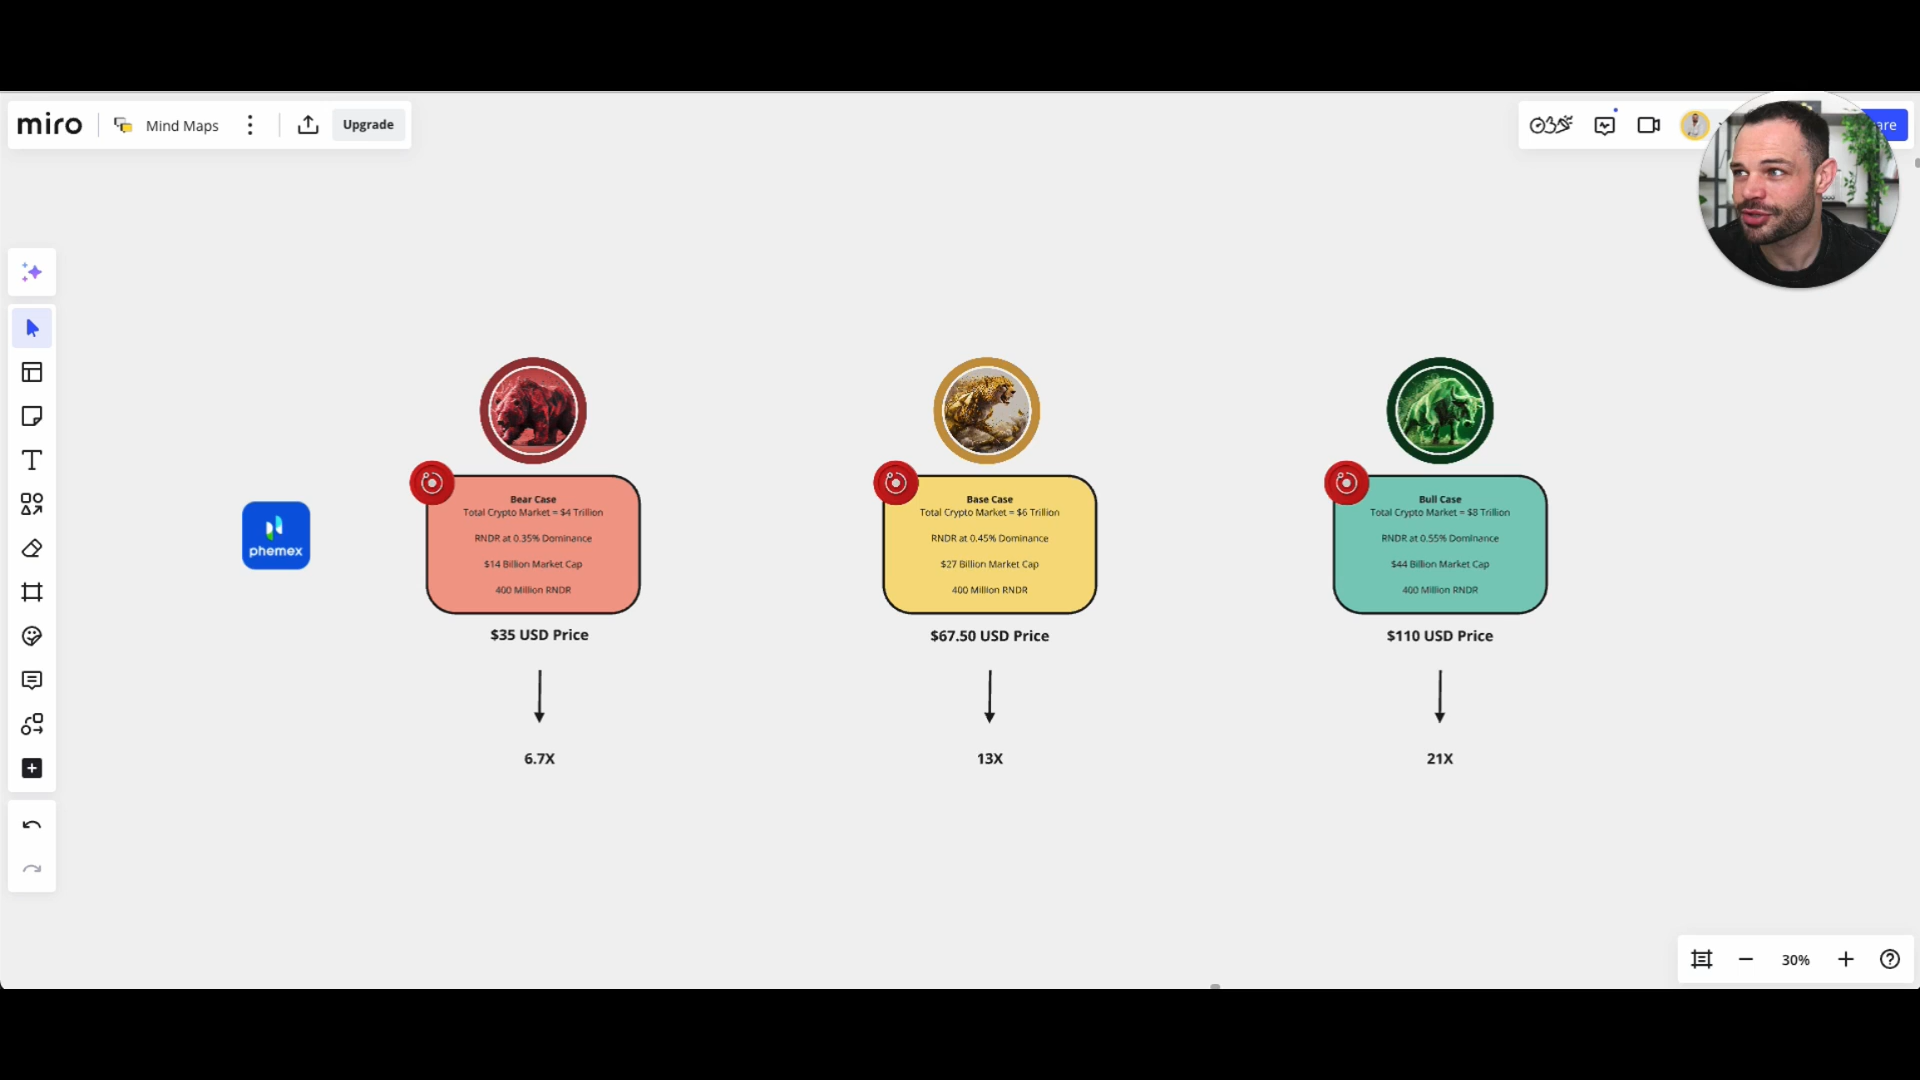 miro
Mind Maps
Upgrade
are
phemex
Bear Case
Total Crypto Market = $4 Trillion
RNDR at 0.35% Dominance
$14 Billion Market Cap
400 Million RNDR
$35 USD Price
6.7X
Base Case
Total Crypto Market = $6 Trillion
RNDR at 0.45% Dominance
$27 Billion Market Cap
400 Million RNDR
$67.50 USD Price
13X
Bull Case
Total Crypto Market = $8 Trillion
RNDR at 0.55% Dominance
$44 Billion Market Cap
400 Million RNDR
$110 USD Price
21X
30%